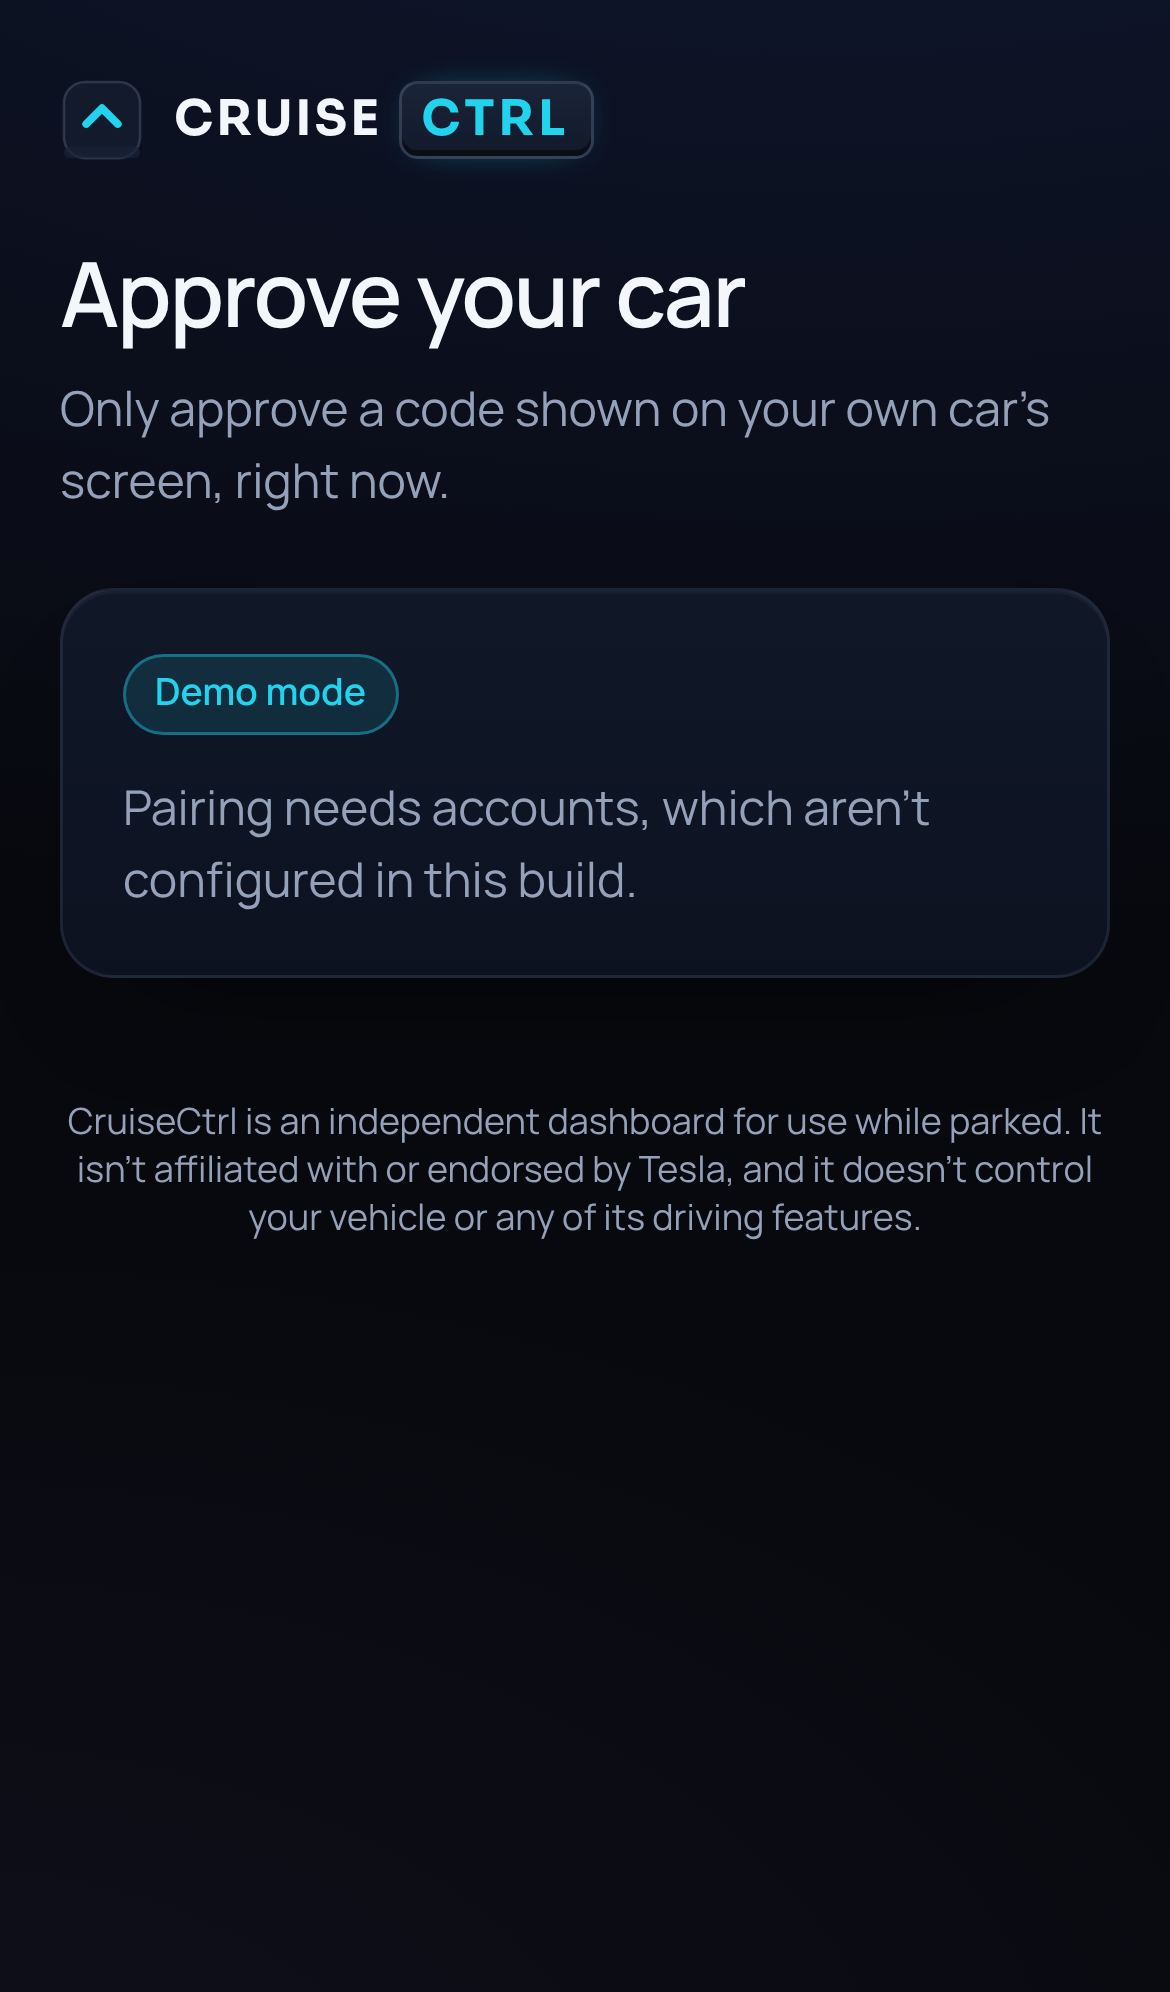 CRUISE CTRL
Approve your car
Only approve a code shown on your own car’s
screen, right now.
Demo mode
Pairing needs accounts, which aren’t
configured in this build.
CruiseCtrl is an independent dashboard for use while parked. It
isn’t affiliated with or endorsed by Tesla, and it doesn’t control
your vehicle or any of its driving features.